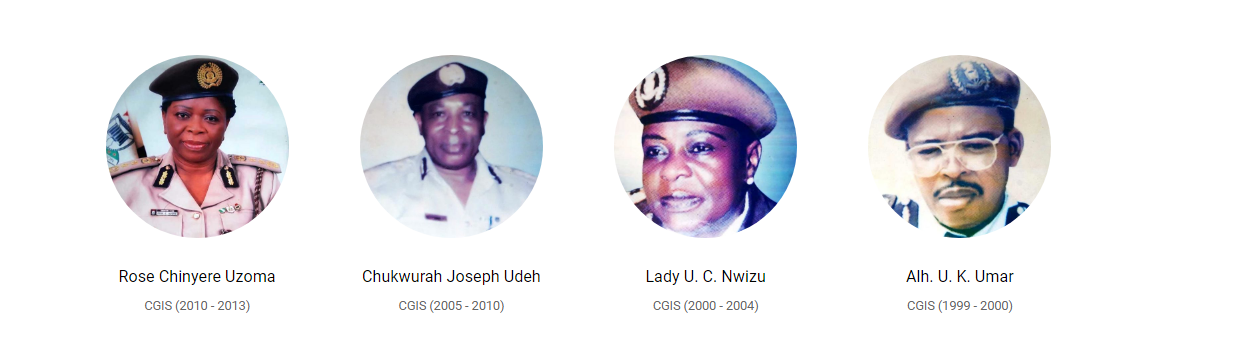 Rose Chinyere Uzoma
CGIS (2010 - 2013)
Chukwurah Joseph Udeh
CGIS (2005 - 2010)
Lady U. C. Nwizu
CGIS (2000 - 2004)
Alh. U. K. Umar
CGIS (1999 - 2000)